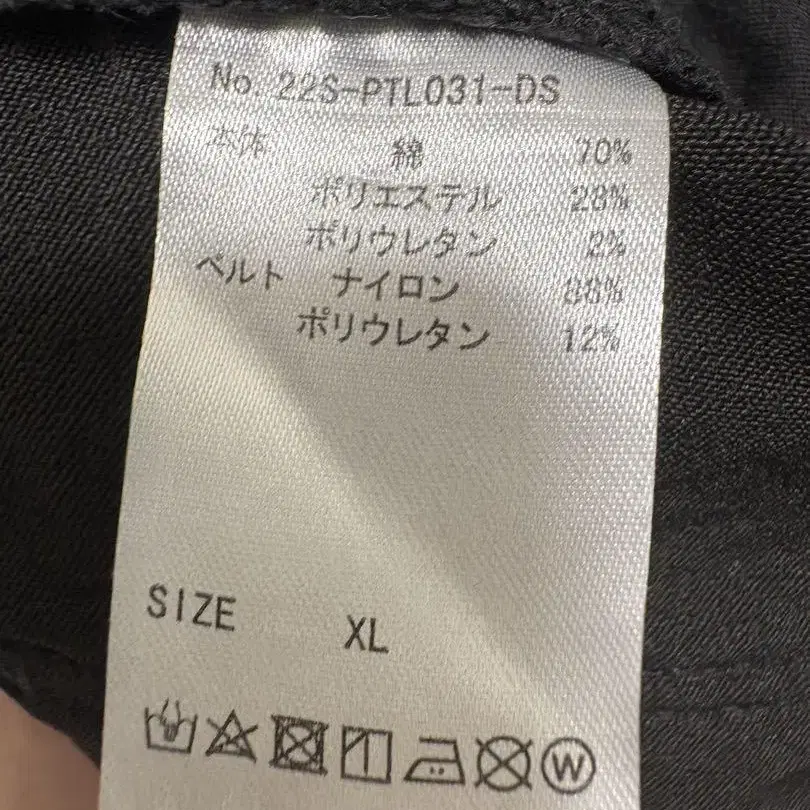 No. 22S-PTL031-DS
本体 綿 70%
ポリエステル 28%
ポリウレタン 2%
ベルト ナイロン 88%
ポリウレタン 12%
SIZE XL
W